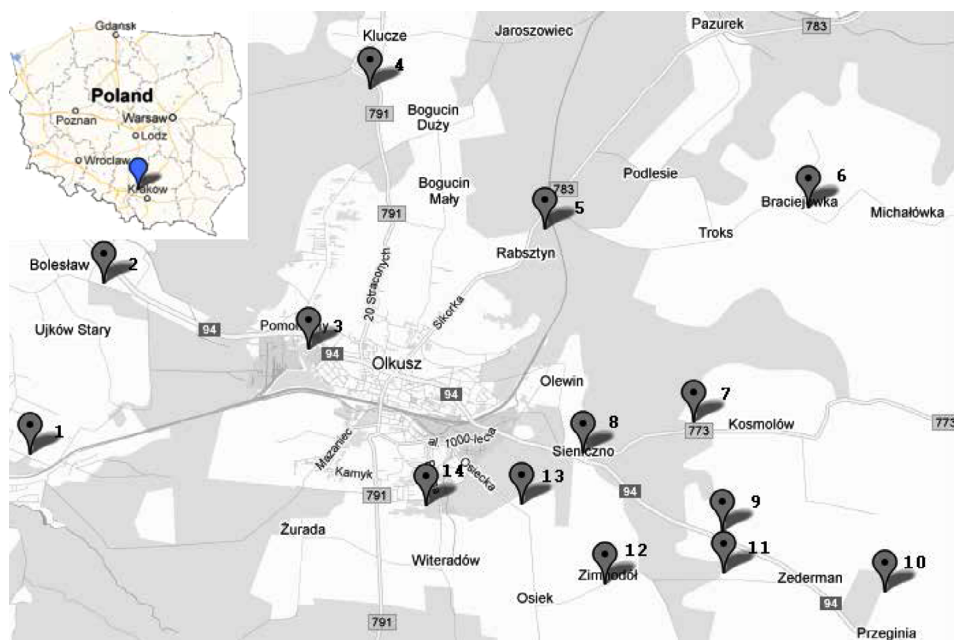 Gdańsk
Poland
Poznan
Warsaw
Lodz
Wroclaw
Kraków
Klucze
4
Jaroszowiec
Pazurek
783
791
Bogucin
Duży
Bogucin
Mały
783
Podlesie
6
Braciejówka
Michałówka
791
5
Troks
Rabsztyn
Bolesław
2
20 Straconych
Sikorka
Ujków Stary
94
3
94
Olkusz
Olewin
94
7
Kosmolów
773
773
1
8
Sieniczno
Mazaniec
al. 1000-lecia
Osiecka
Karnyk
791
14
13
94
9
Żurada
Witeradów
12
11
10
Zederman
Osiek
94
791
Przeginia